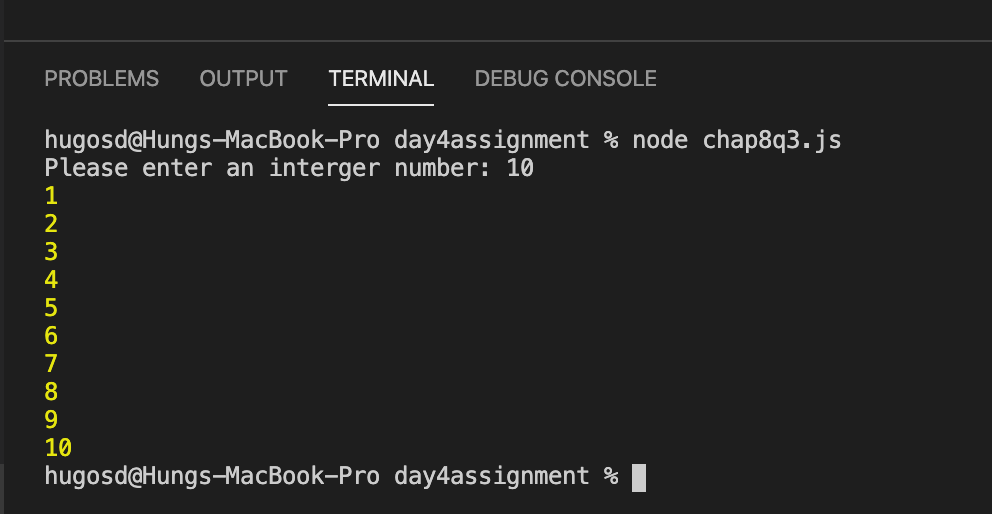 PROBLEMS OUTPUT TERMINAL DEBUG CONSOLE
hugosd@Hungs-MacBook-Pro day4assignment % node chap8q3.js
Please enter an interger number: 10
1
2
3
4
5
6
7
8
9
10
hugosd@Hungs-MacBook-Pro day4assignment %